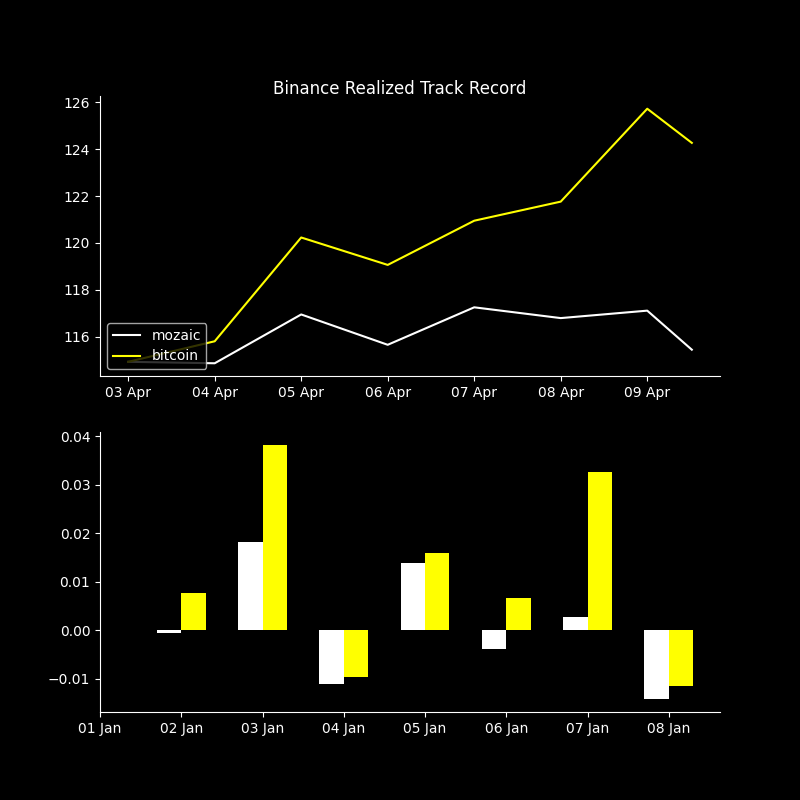 Binance Realized Track Record
126
124
122
120
118
116
mozaic
bitcoin
03 Apr 04 Apr 05 Apr 06 Apr 07 Apr 08 Apr 09 Apr
0.04
0.03
0.02
0.01
0.00
−0.01
01 Jan 02 Jan 03 Jan 04 Jan 05 Jan 06 Jan 07 Jan 08 Jan